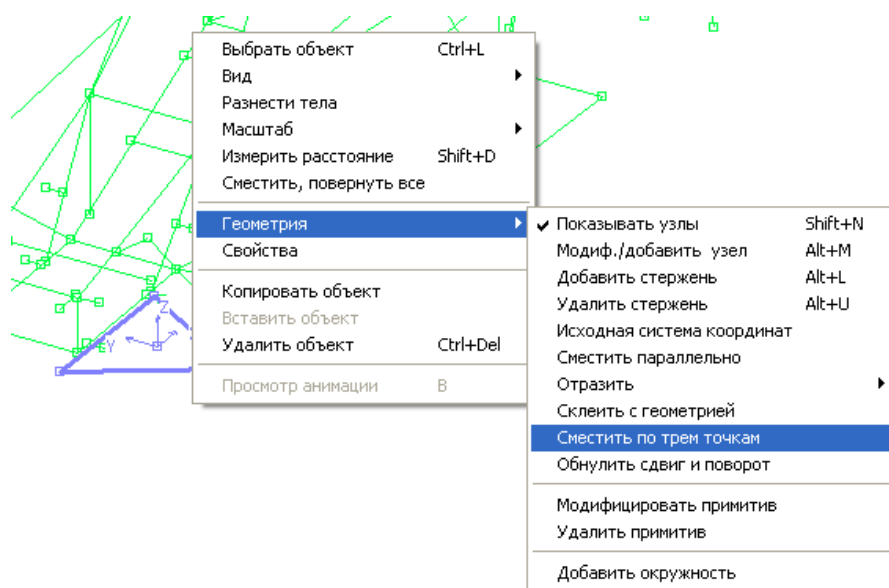 Выбрать объект Ctrl+L
Вид
Разнести тела
Масштаб
Измерить расстояние Shift+D
Сместить, повернуть все
Геометрия
Свойства
Копировать объект
Вставить объект
Удалить объект Ctrl+Del
Просмотр анимации B
Показывать узлы Shift+N
Модиф./добавить узел Alt+M
Добавить стержень Alt+L
Удалить стержень Alt+U
Исходная система координат
Сместить параллельно
Отразить
Склеить с геометрией
Сместить по трем точкам
Обнулить сдвиг и поворот
Модифицировать примитив
Удалить примитив
Добавить окружность
Z
Y